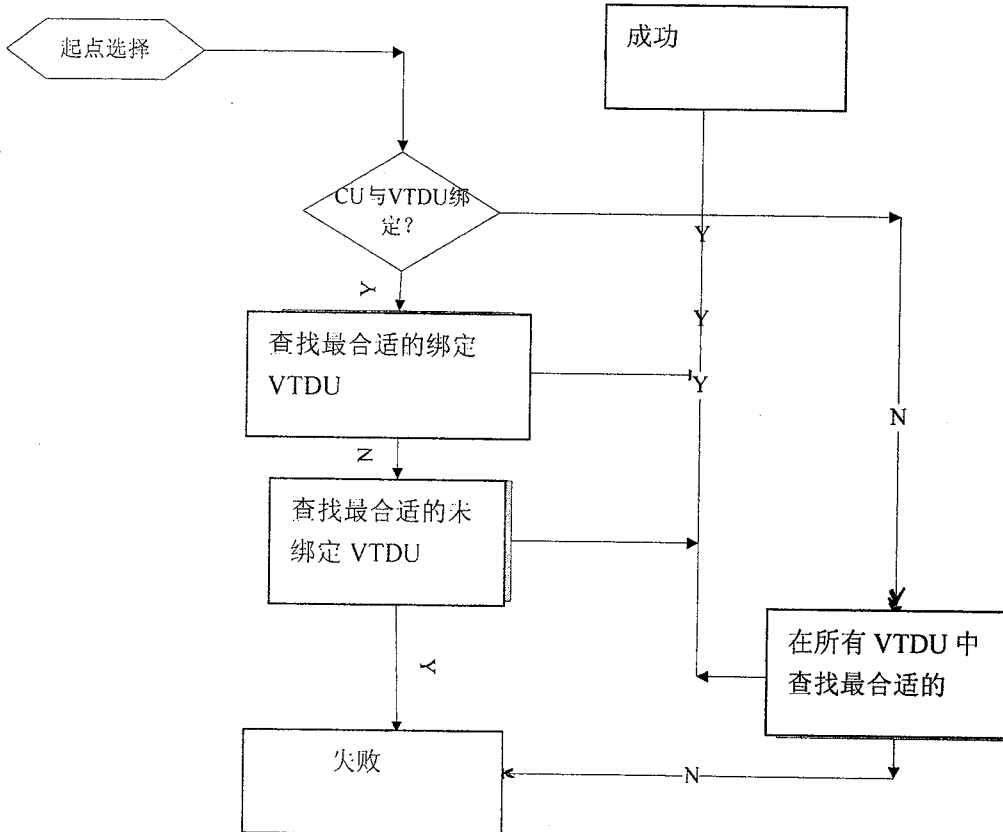 起点选择
成功
CU与VTDU绑
定？
Y
Y
Y
Y
查找最合适的绑定
VTDU
N
N
查找最合适的未
绑定 VTDU
在所有 VTDU 中
查找最合适的
Y
失败
N